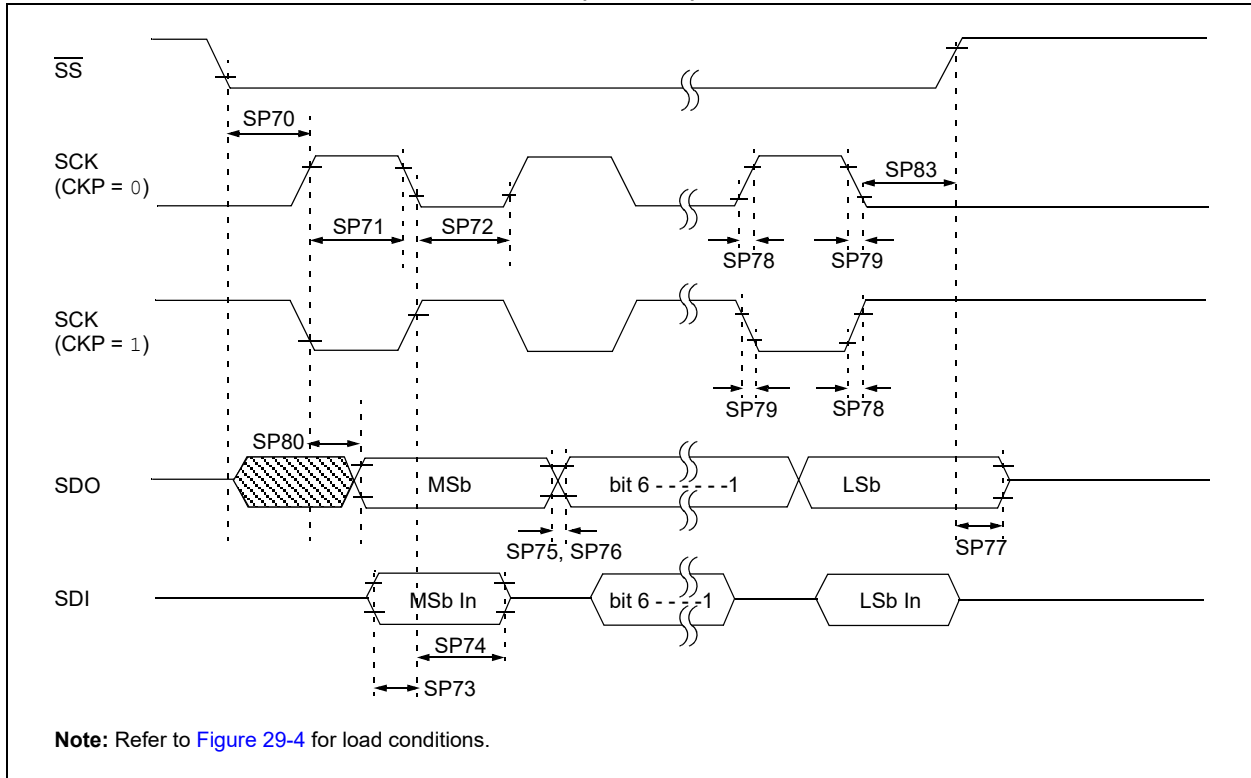 SS
SP70
SCK
(CKP = 0)
SP83
SP71
SP72
SP78
SP79
SCK
(CKP = 1)
SP79
SP78
SP80
SDO
MSb
bit 6 - - - - - -1
LSb
SP75, SP76
SP77
SDI
MSb In
bit 6 - - - -1
LSb In
SP74
SP73
Note: Refer to Figure 29-4 for load conditions.